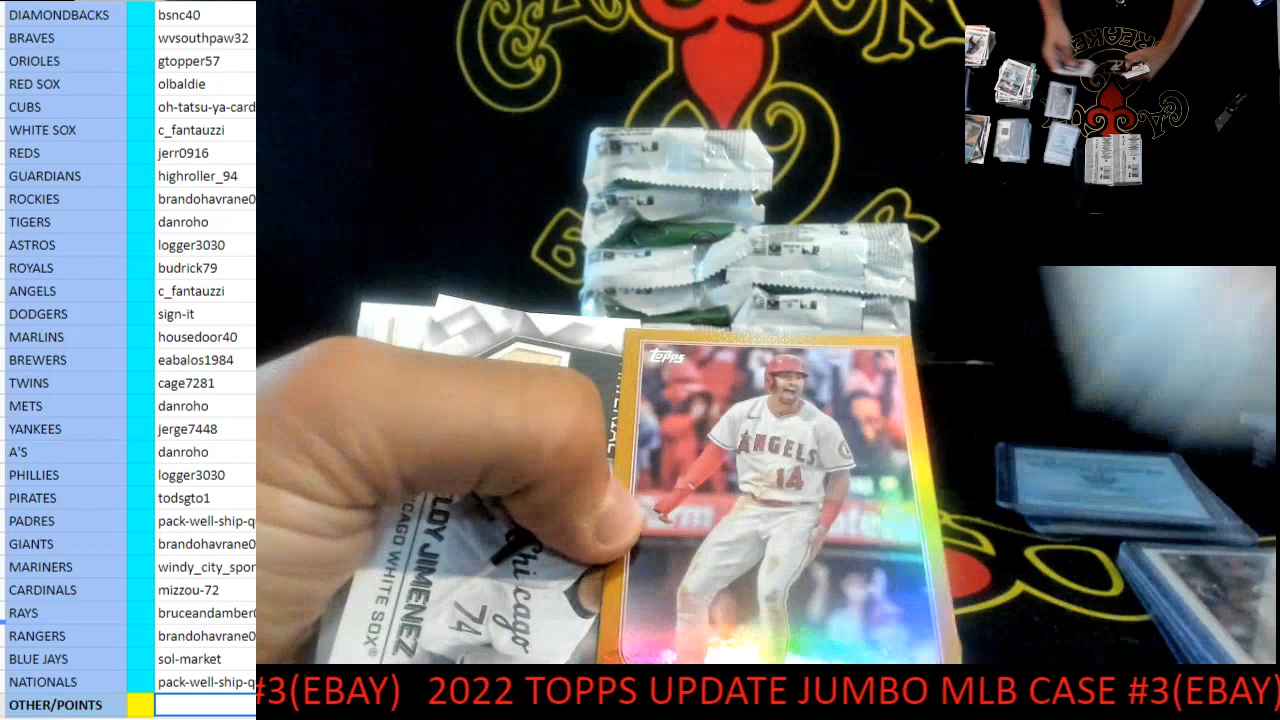 DIAMONDBACKS bsnc40
BRAVES wvsouthpaw32
ORIOLES gtopper57
RED SOX olbaldie
CUBS oh-tatsu-ya-card
WHITE SOX c_fantauzzi
REDS jerr0916
GUARDIANS highroller_94
ROCKIES brandohavrane0
TIGERS danroho
ASTROS logger3030
ROYALS budrick79
ANGELS c_fantauzzi
DODGERS sign-it
MARLINS housedoor40
BREWERS eabalos1984
TWINS cage7281
METS danroho
YANKEES jerge7448
A'S danroho
PHILLIES logger3030
PIRATES todsgto1
PADRES pack-well-ship-q
GIANTS brandohavrane0
MARINERS windy_city_spor
CARDINALS mizzou-72
RAYS bruceandamber
RANGERS brandohavrane0
BLUE JAYS sol-market
NATIONALS pack-well-ship-q
OTHER/POINTS
topps
ANGELS
14
ELOY JIMENEZ
CHICAGO WHITE SOX®
Chicago
74
#3(EBAY) 2022 TOPPS UPDATE JUMBO MLB CASE #3(EBAY)